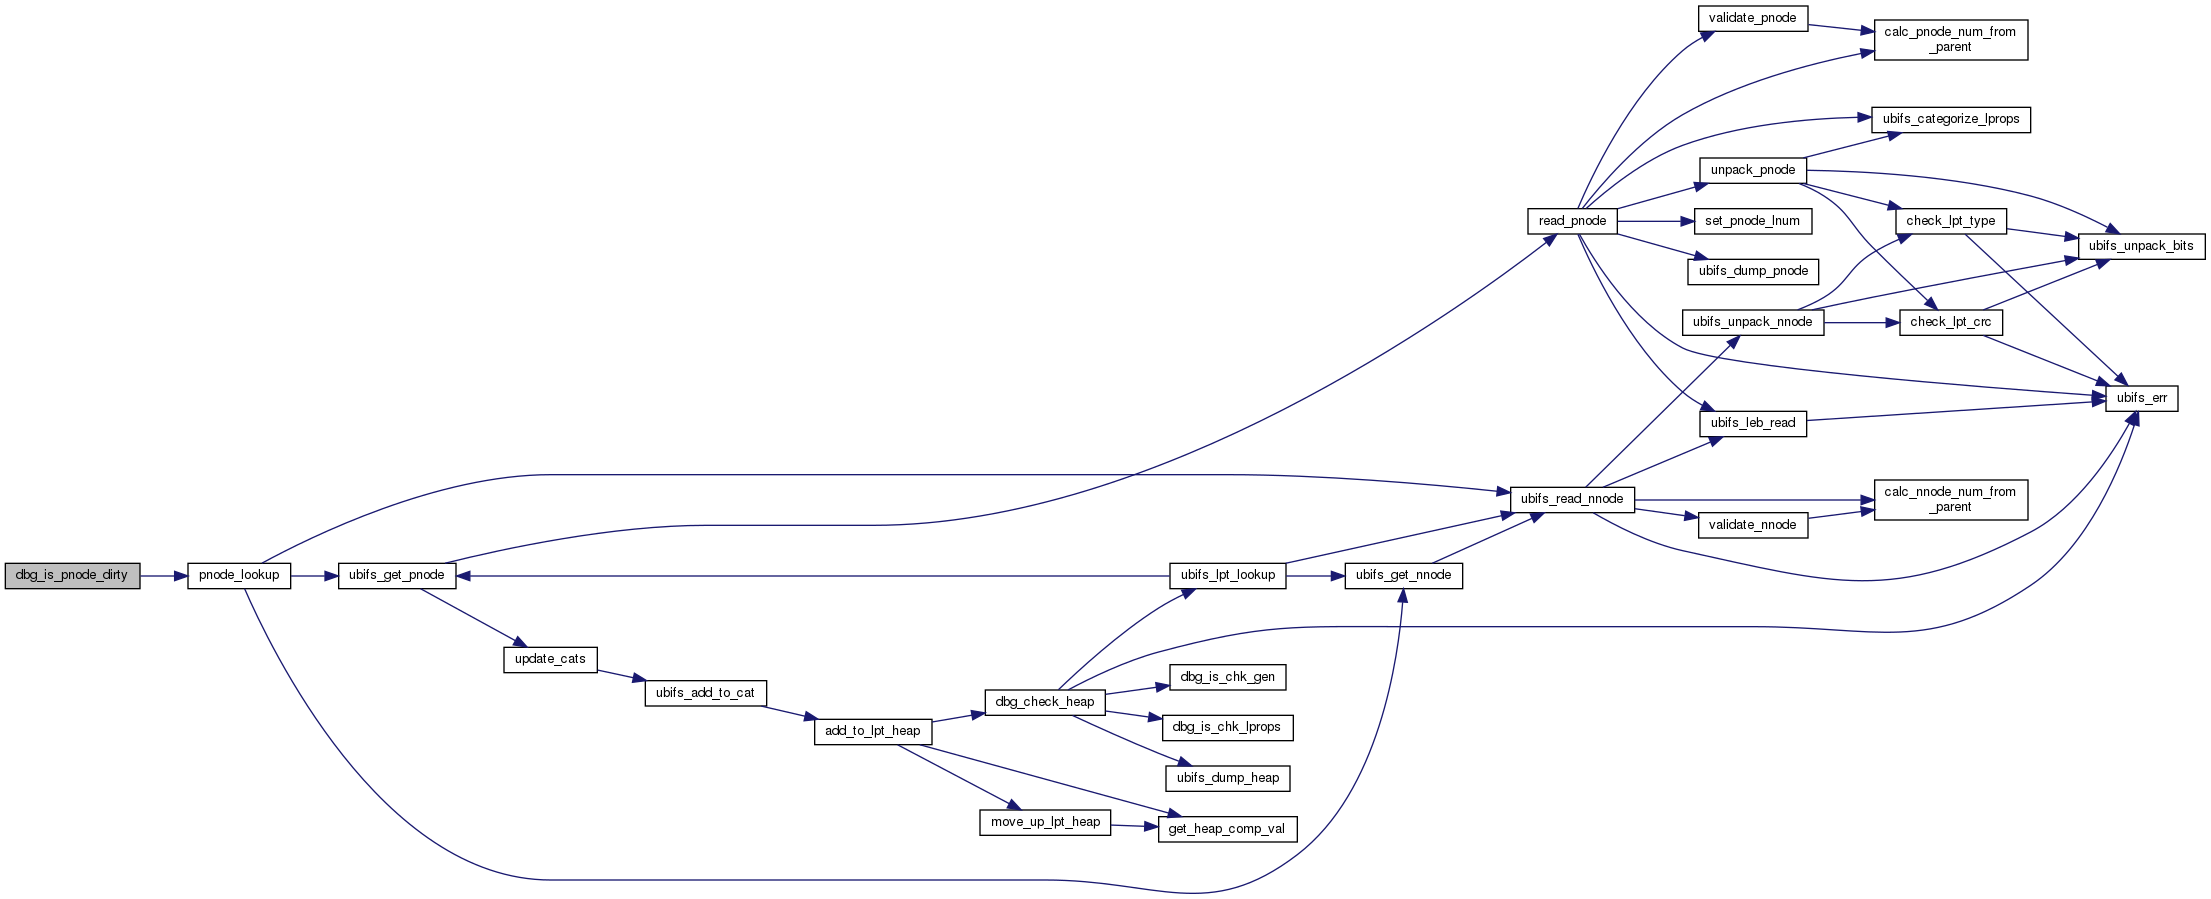 validate_pnode
calc_pnode_num_from
_parent
ubifs_categorize_lprops
unpack_pnode
read_pnode
set_pnode_lnum
check_lpt_type
ubifs_unpack_bits
ubifs_dump_pnode
ubifs_unpack_nnode
check_lpt_crc
ubifs_err
ubifs_leb_read
ubifs_read_nnode
calc_nnode_num_from
_parent
validate_nnode
dbg_is_pnode_dirty
pnode_lookup
ubifs_get_pnode
ubifs_lpt_lookup
ubifs_get_nnode
update_cats
ubifs_add_to_cat
dbg_is_chk_gen
dbg_check_heap
add_to_lpt_heap
dbg_is_chk_lprops
ubifs_dump_heap
move_up_lpt_heap
get_heap_comp_val